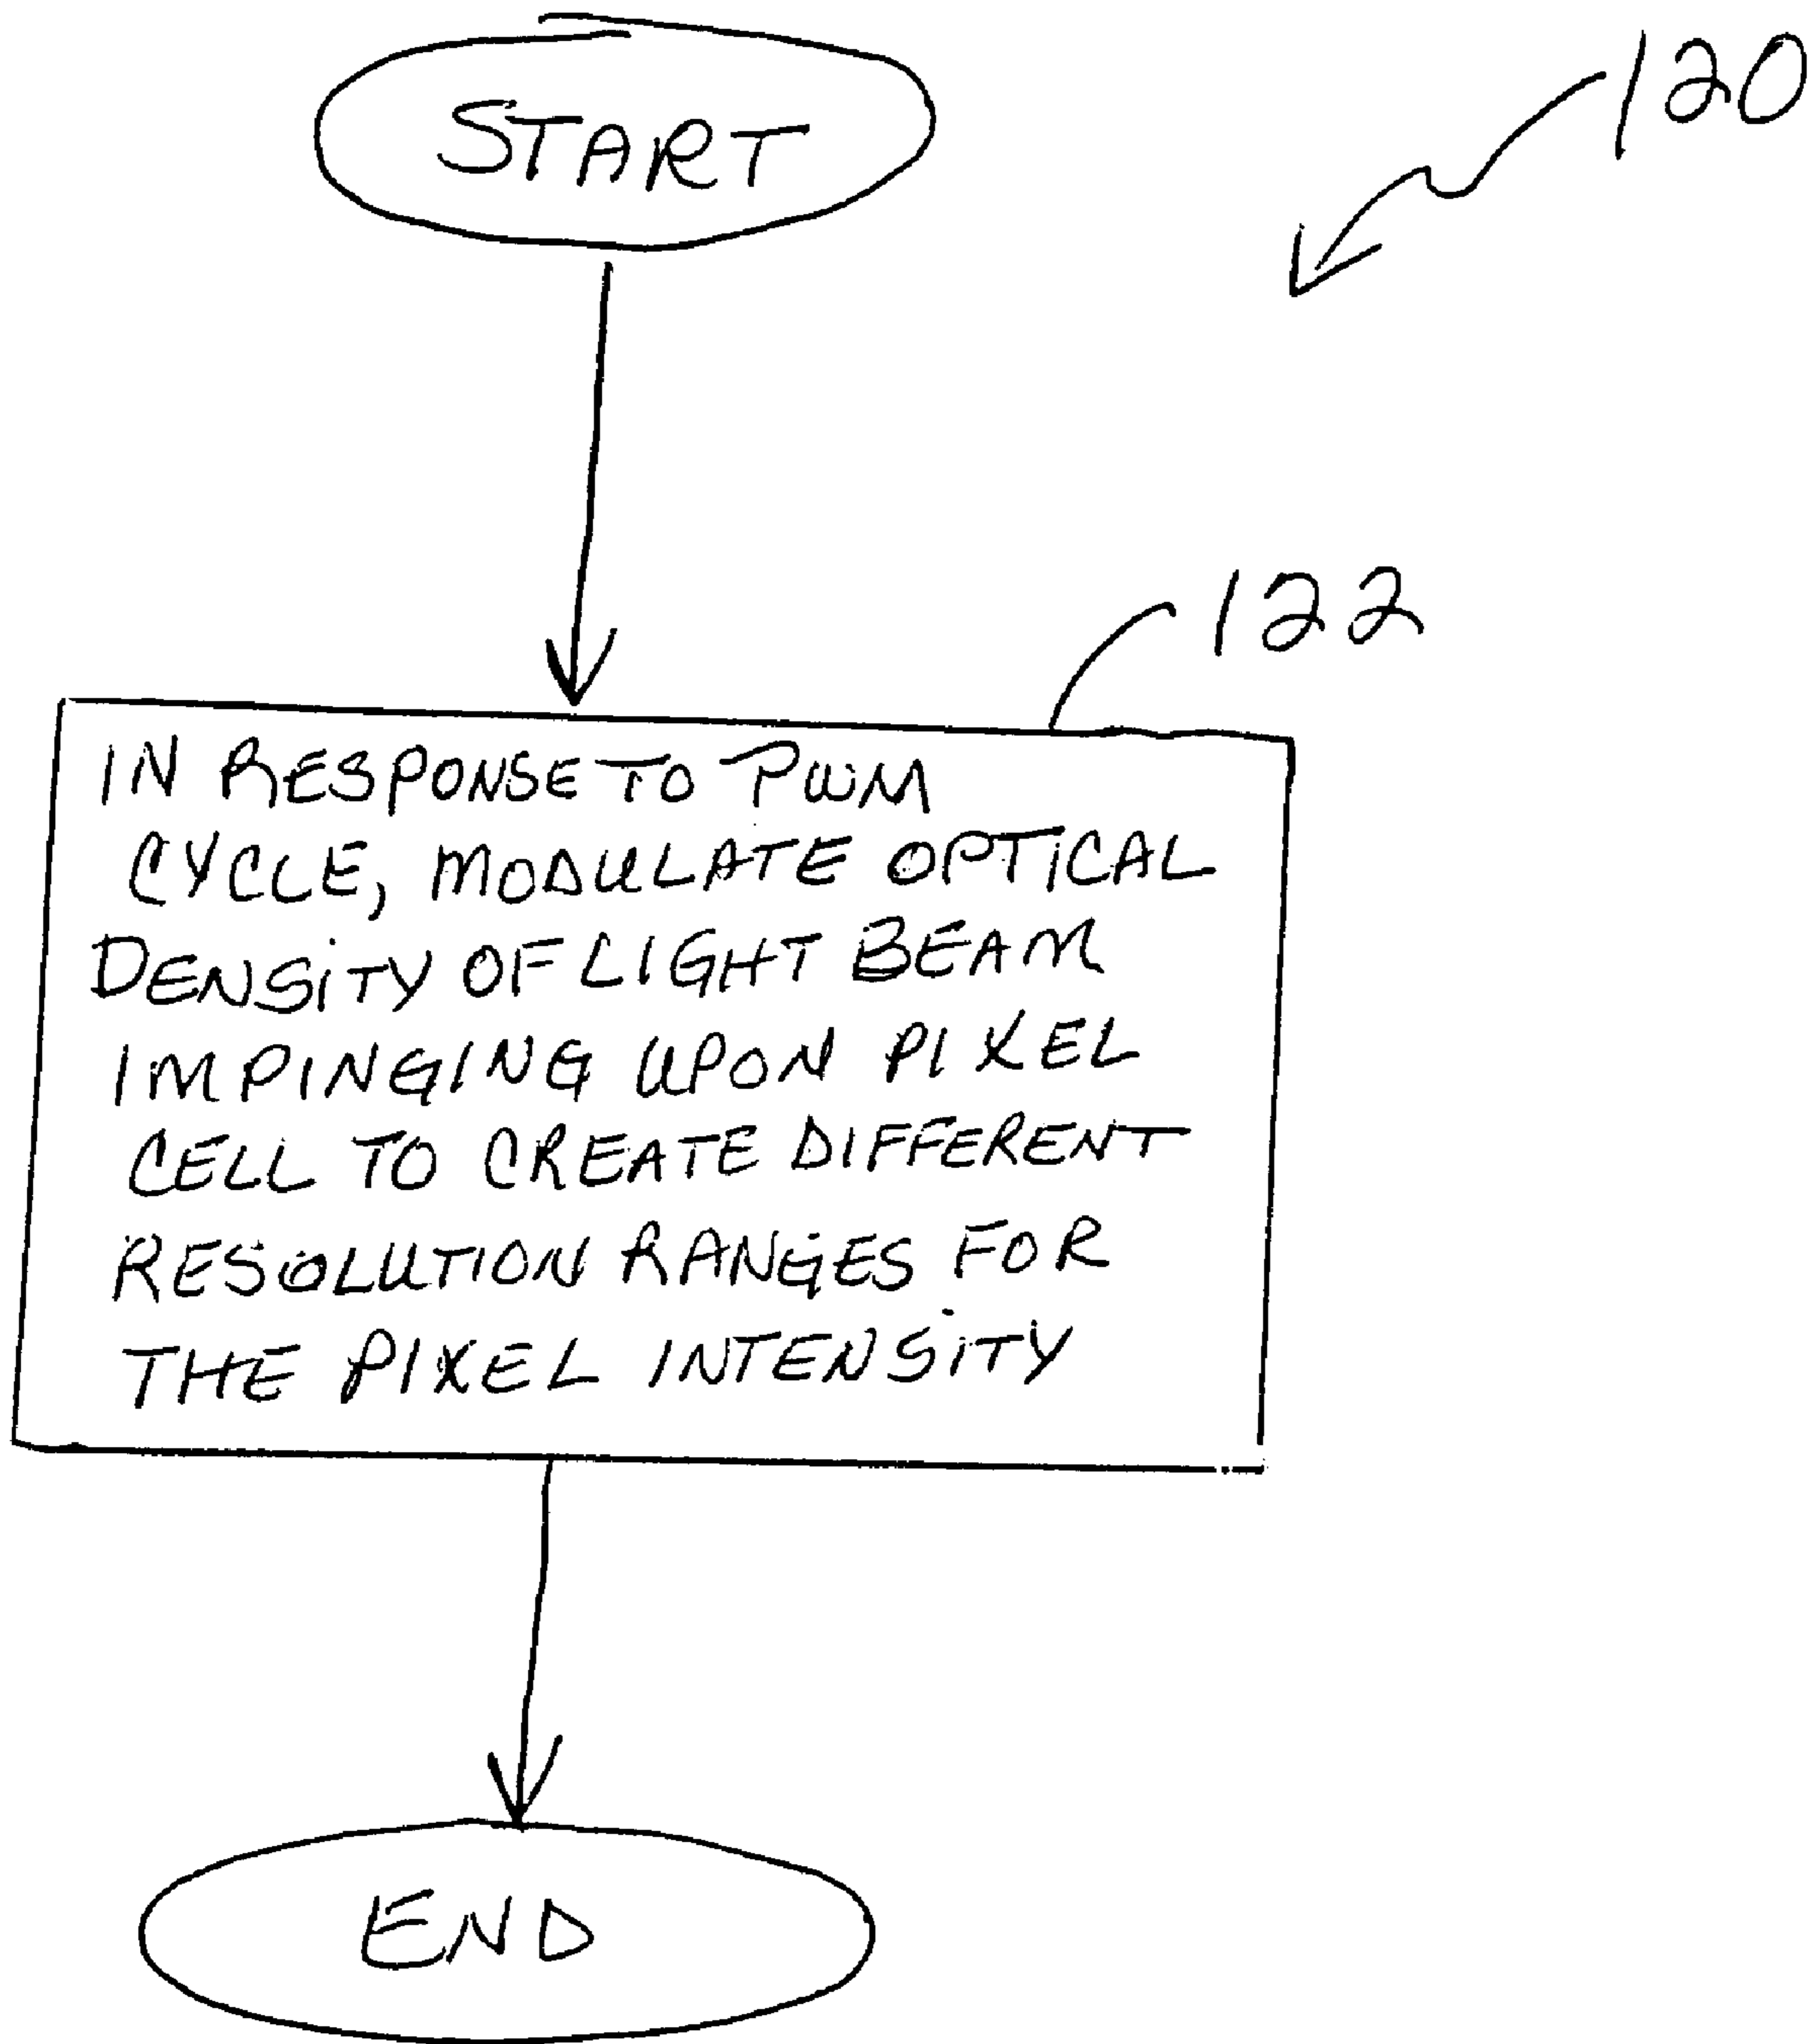 START
120
122
IN RESPONSE TO PWM
CYCLE, MODULATE OPTICAL
DENSITY OF LIGHT BEAM
IMPINGING UPON PIXEL
CELL TO CREATE DIFFERENT
RESOLUTION RANGES FOR
THE PIXEL INTENSITY
END